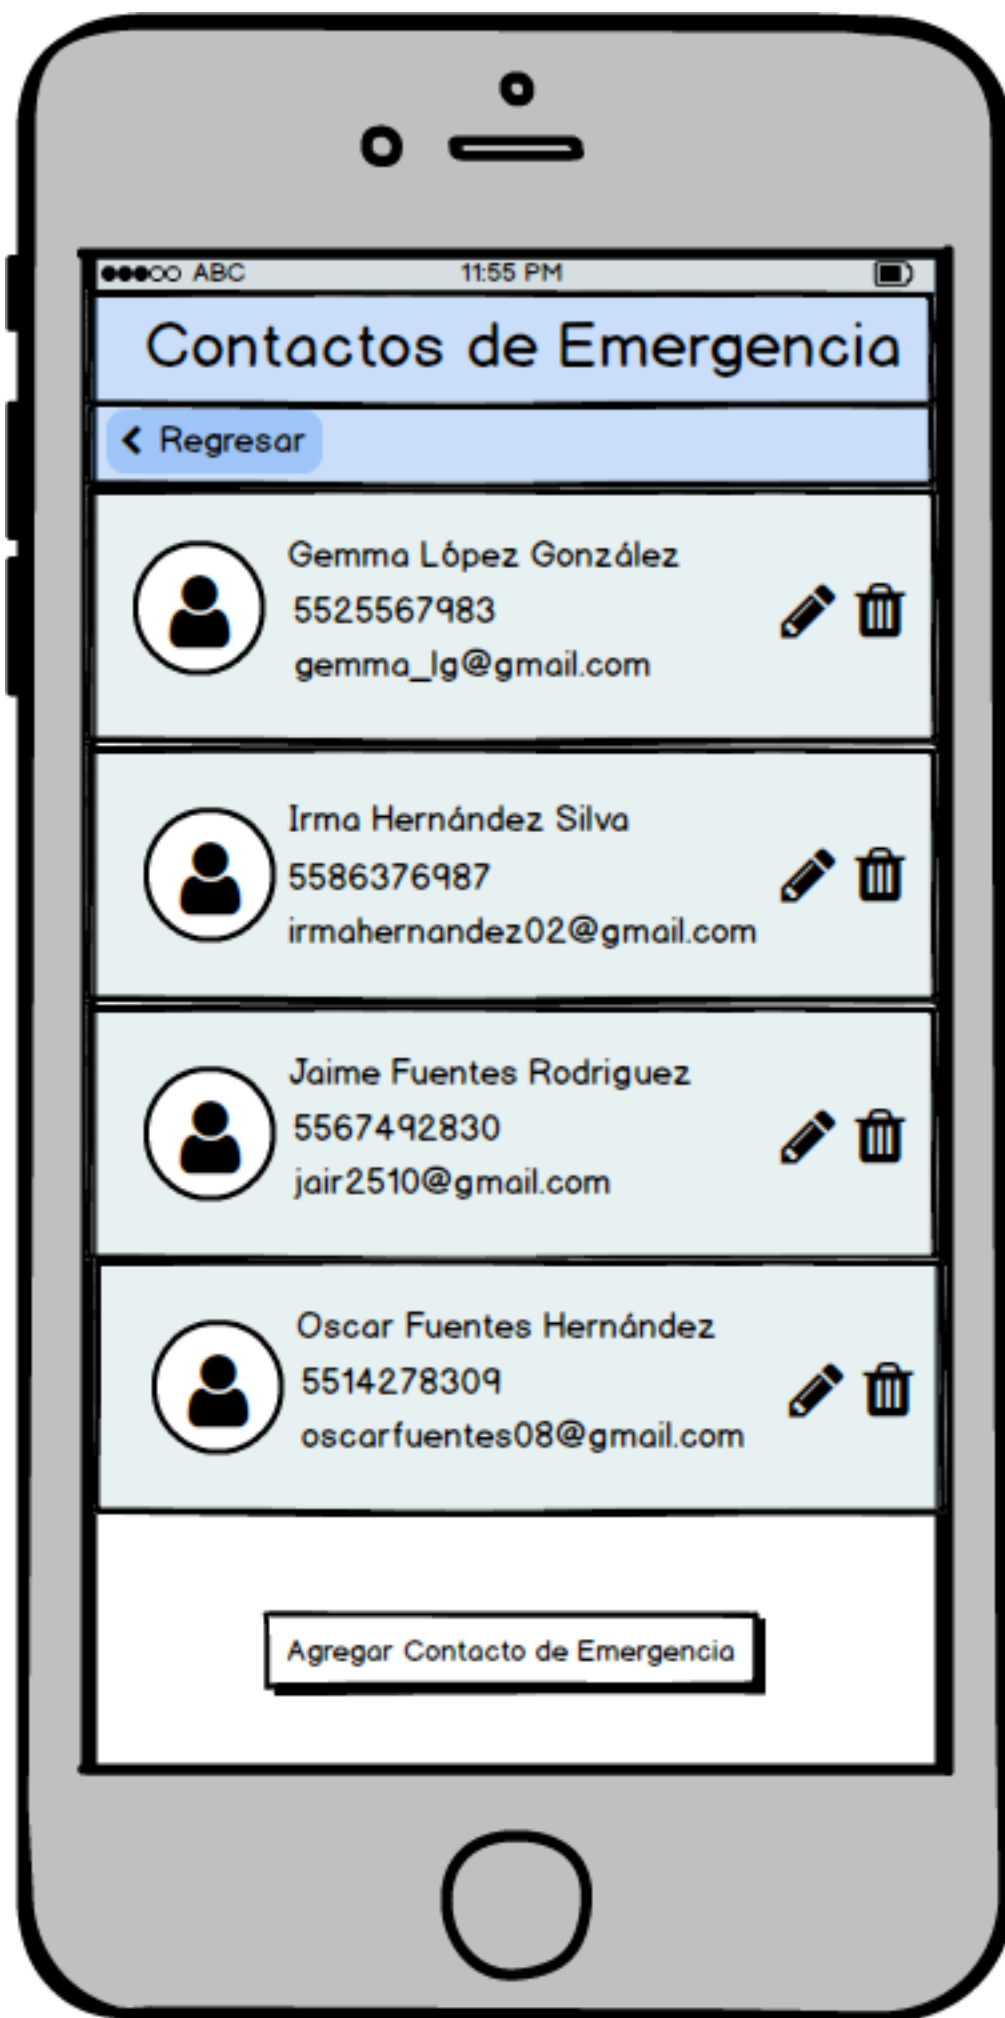 ABC 11:55 PM
Contactos de Emergencia
Regresar
Gemma López González
5525567983
gemma_lg@gmail.com
Irma Hernández Silva
5586376987
irmahernandez02@gmail.com
Jaime Fuentes Rodriguez
5567492830
jair2510@gmail.com
Oscar Fuentes Hernández
5514278309
oscarfuentes08@gmail.com
Agregar Contacto de Emergencia